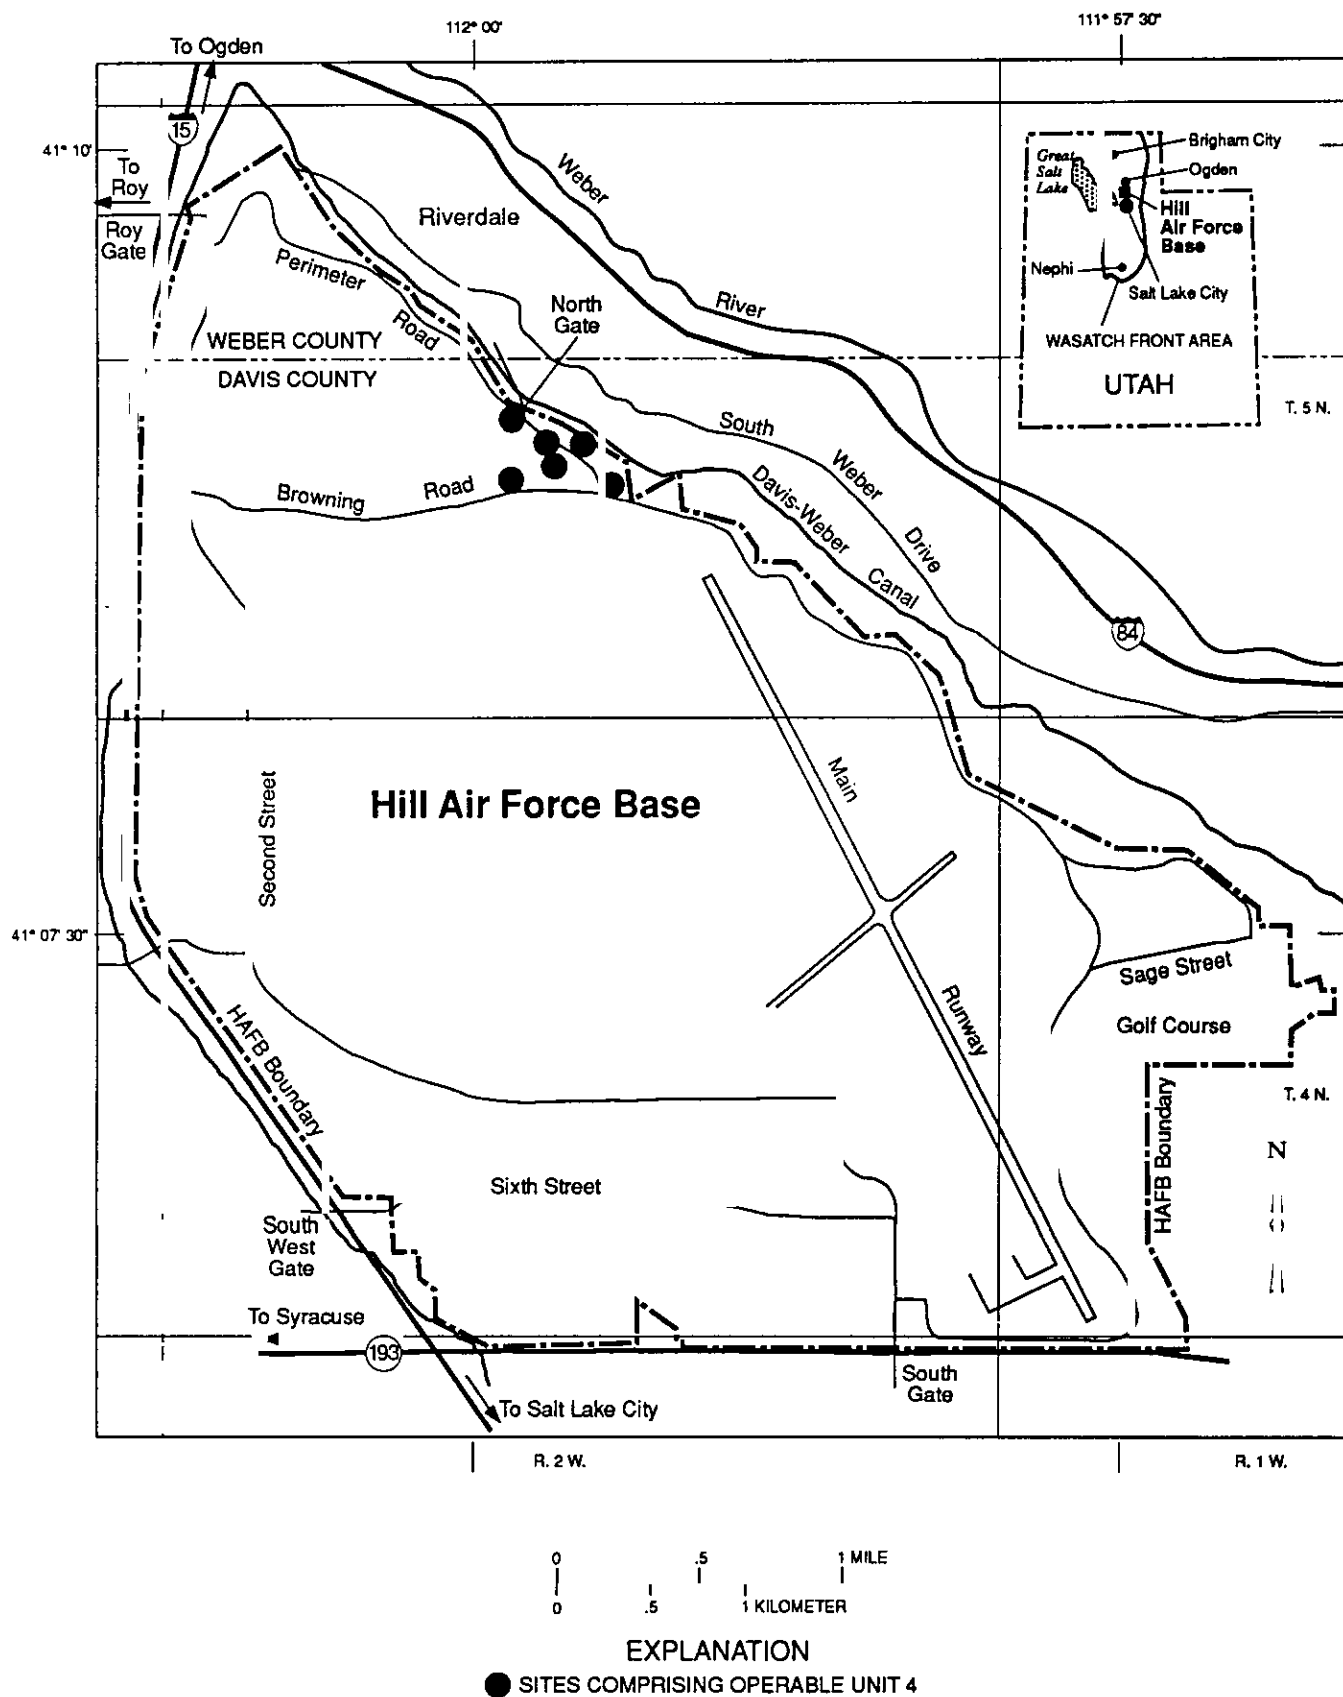 112° 00'
111° 57' 30"
To Ogden
15
41° 10'
To
Roy
Roy
Gate
Weber
Riverdale
Perimeter
Road
North
Gate
River
WEBER COUNTY
DAVIS COUNTY
Great
Salt
Lake
Brigham City
Ogden
Hill
Air Force
Base
Nephi
Salt Lake City
WASATCH FRONT AREA
UTAH
T. 5 N.
South
Weber
Drive
Browning
Road
Davis-Weber
Canal
84
Second Street
Hill Air Force Base
Main
Runway
41° 07' 30"
Sage Street
Golf Course
HAFB Boundary
HAFB Boundary
T. 4 N.
N
Sixth Street
South
West
Gate
To Syracuse
193
South
Gate
To Salt Lake City
R. 2 W.
R. 1 W.
0 .5 1 MILE
0 .5 1 KILOMETER
EXPLANATION
SITES COMPRISING OPERABLE UNIT 4